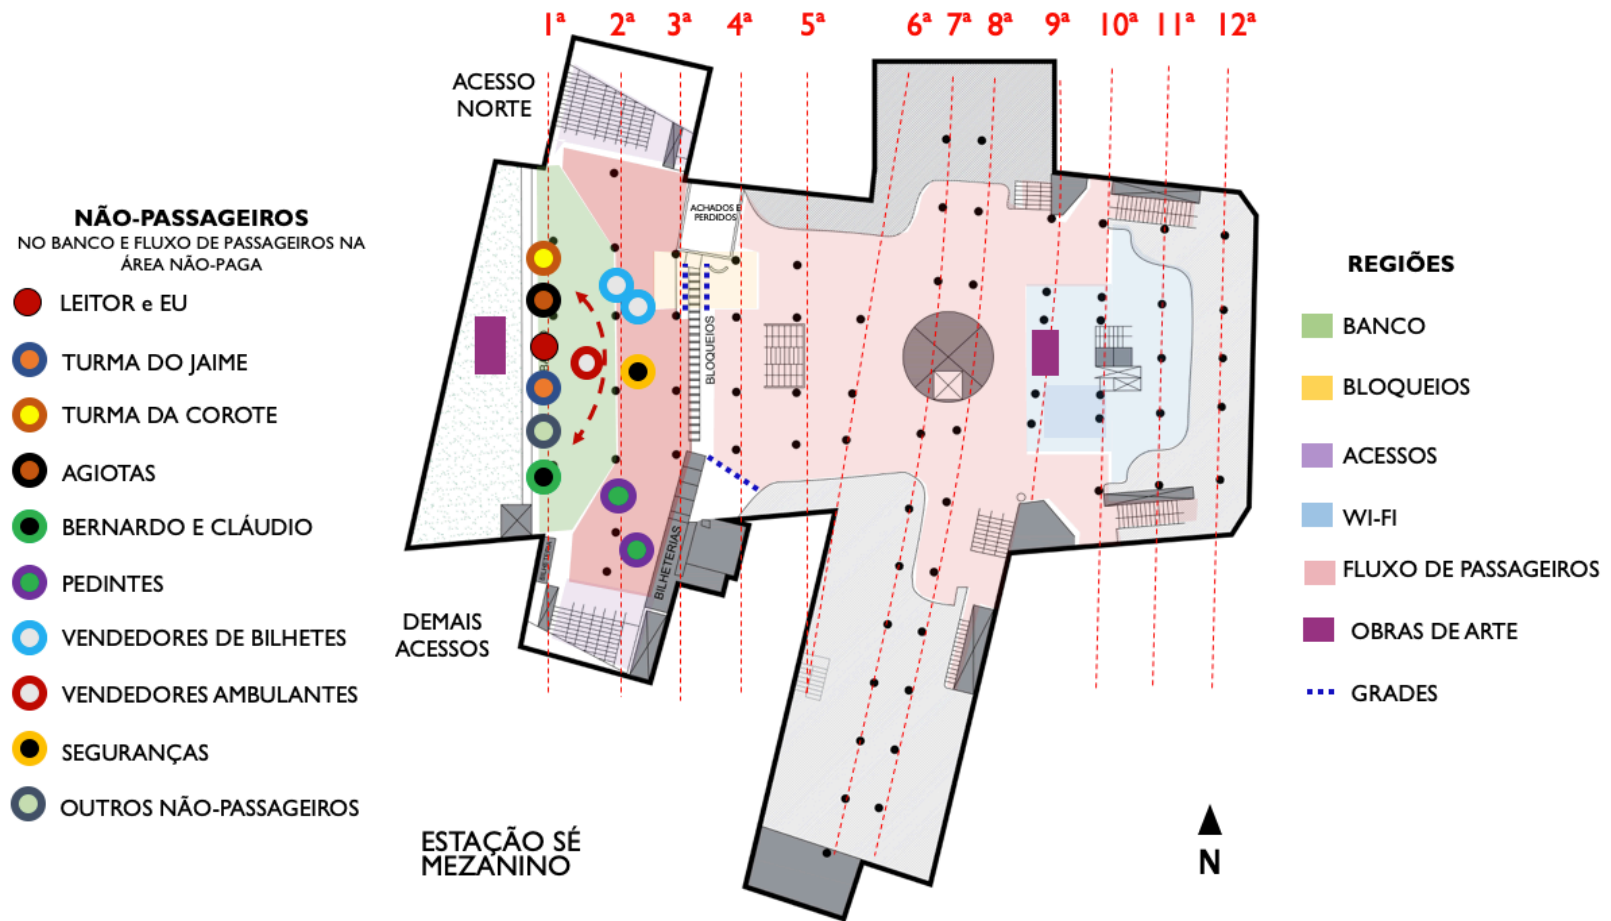 1ª 2ª 3ª 4ª 5ª 6ª 7ª 8ª 9ª 10ª 11ª 12ª
ACESSO
NORTE
NÃO-PASSAGEIROS
NO BANCO E FLUXO DE PASSAGEIROS NA
ÁREA NÃO-PAGA
LEITOR e EU
TURMA DO JAIME
TURMA DA COROTE
AGIOTAS
BERNARDO E CLÁUDIO
PEDINTES
VENDEDORES DE BILHETES
VENDEDORES AMBULANTES
SEGURANÇAS
OUTROS NÃO-PASSAGEIROS
ACHADOS E
PERDIDOS
BLOQUEIOS
BILHETERIAS
DEMAIS
ACESSOS
ESTAÇÃO SÉ
MEZANINO
N
REGIÕES
BANCO
BLOQUEIOS
ACESSOS
WI-FI
FLUXO DE PASSAGEIROS
OBRAS DE ARTE
GRADES